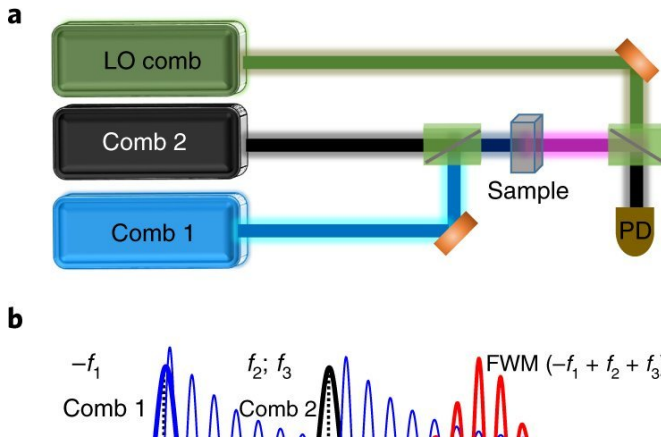 a
LO comb
Comb 2
Sample
Comb 1
PD
b
−f1
f2; f3
FWM (−f1 + f2 + f3
Comb 1
Comb 2